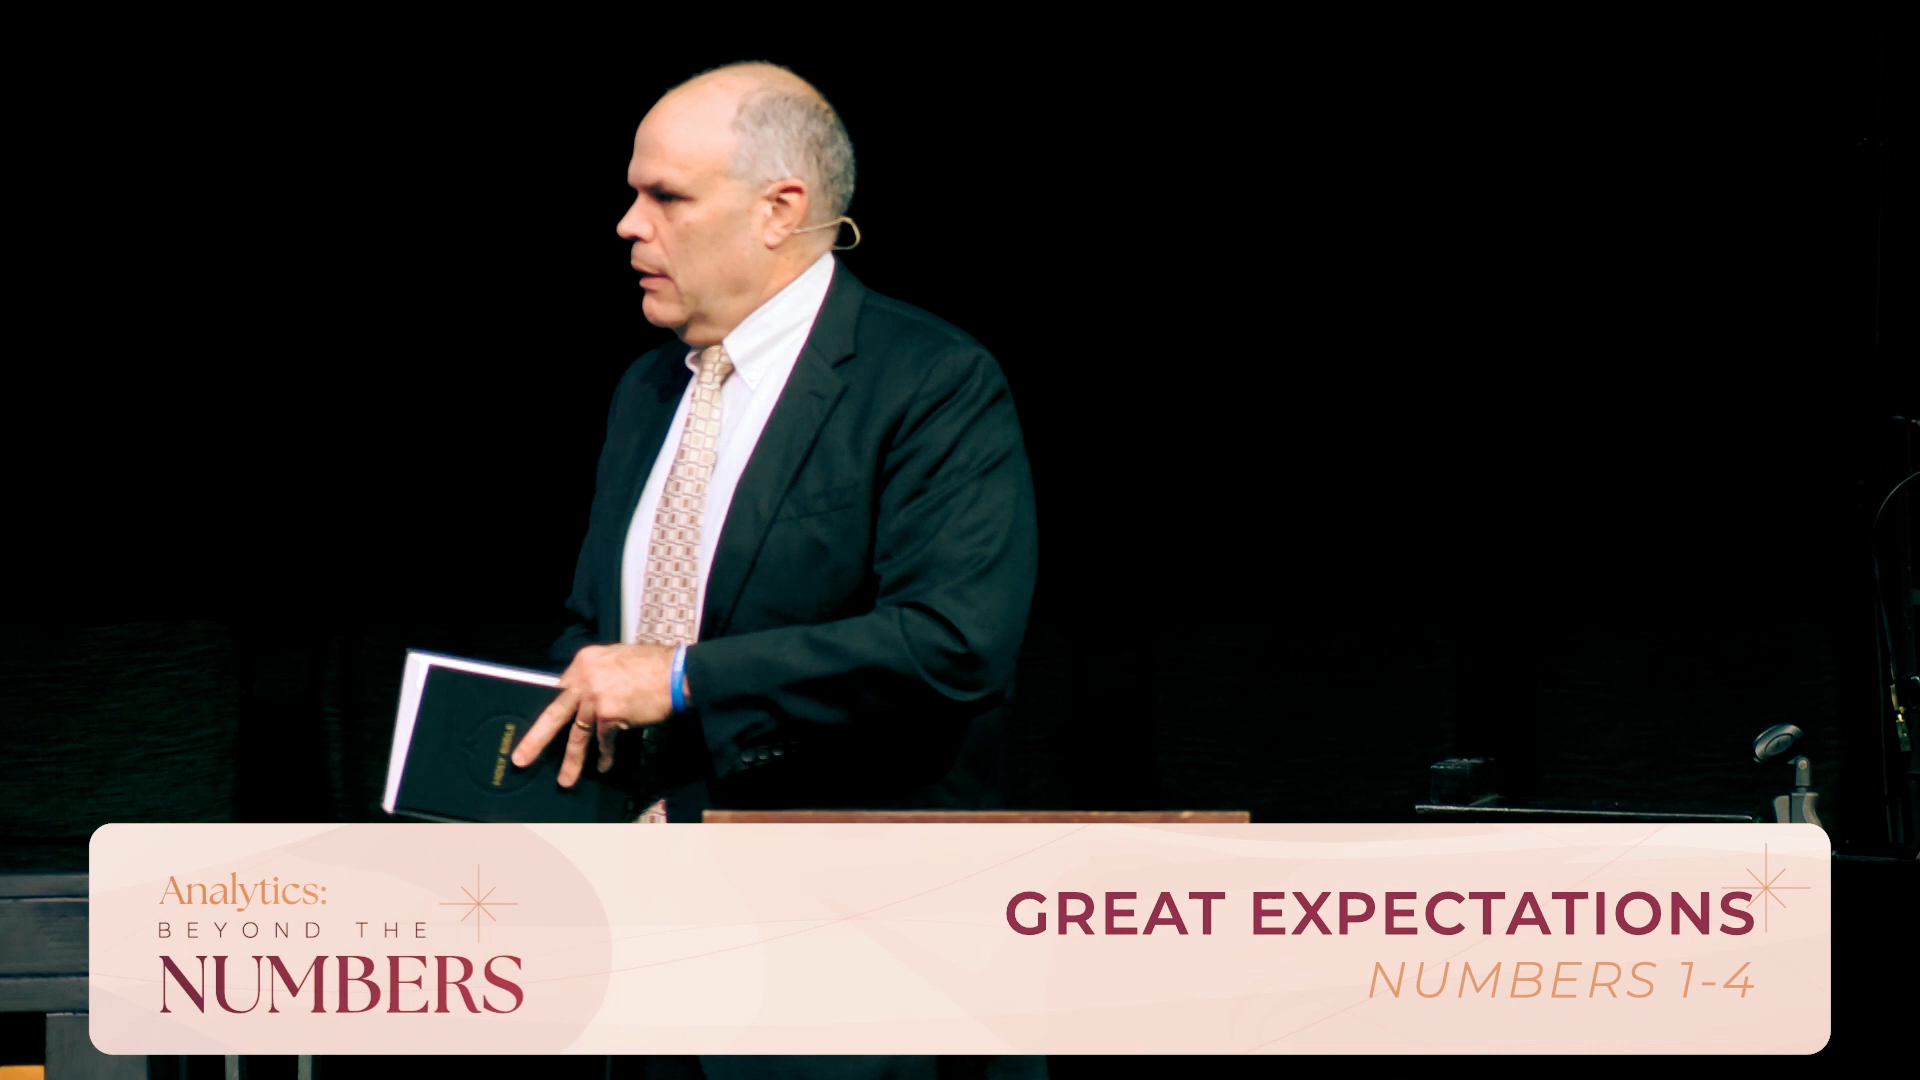 HOLY BIBLE
Analytics:
BEYOND THE
NUMBERS
GREAT EXPECTATIONS
NUMBERS 1-4